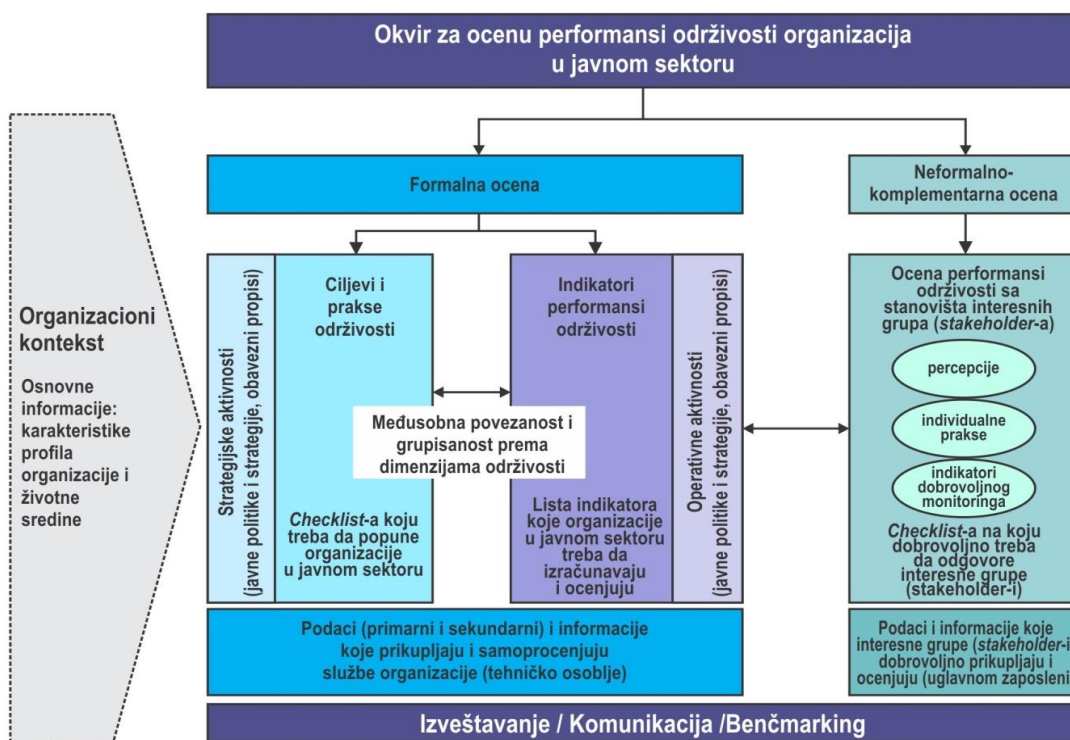 Okvir za ocenu performansi održivosti organizacija
u javnom sektoru
Organizacioni
kontekst
Osnovne
informacije:
karakteristike
profila
organizacije i
životne
sredine
Formalna ocena
Neformalno-
komplementarna ocena
Strategijske aktivnosti
(javne politike i strategije, obavezni propisi)
Ciljevi i
prakse
održivosti
Indikatori
performansi
održivosti
Međusobna povezanost i
grupisanost prema
dimenzijama održivosti
Checklist-a koju
treba da popune
organizacije
u javnom sektoru
Lista indikatora
koje organizacije
u javnom sektoru
treba da
izračunavaju
i ocenjuju
Operativne aktivnosti
(javne politike i strategije, obavezni propisi)
Ocena performansi
održivosti sa
stanovišta interesnih
grupa (stakeholder-a)
percepcije
individualne
prakse
indikatori
dobrovoljnog
monitoringa
Checklist-a na koju
dobrovoljno treba
da odgovore
interesne grupe
(stakeholder-i)
Podaci (primarni i sekundarni) i informacije
koje prikupljaju i samoprocenjuju
službe organizacije (tehničko osoblje)
Podaci i informacije koje
interesne grupe (stakeholder-i
dobrovoljno prikupljaju i
ocenjuju (uglavnom zaposleni
Izveštavanje / Komunikacija /Benčmarking